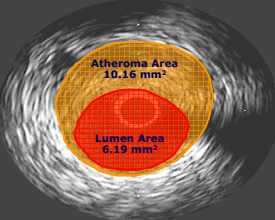 Atheroma Area
10.16 mm²
Lumen Area
6.19 mm²